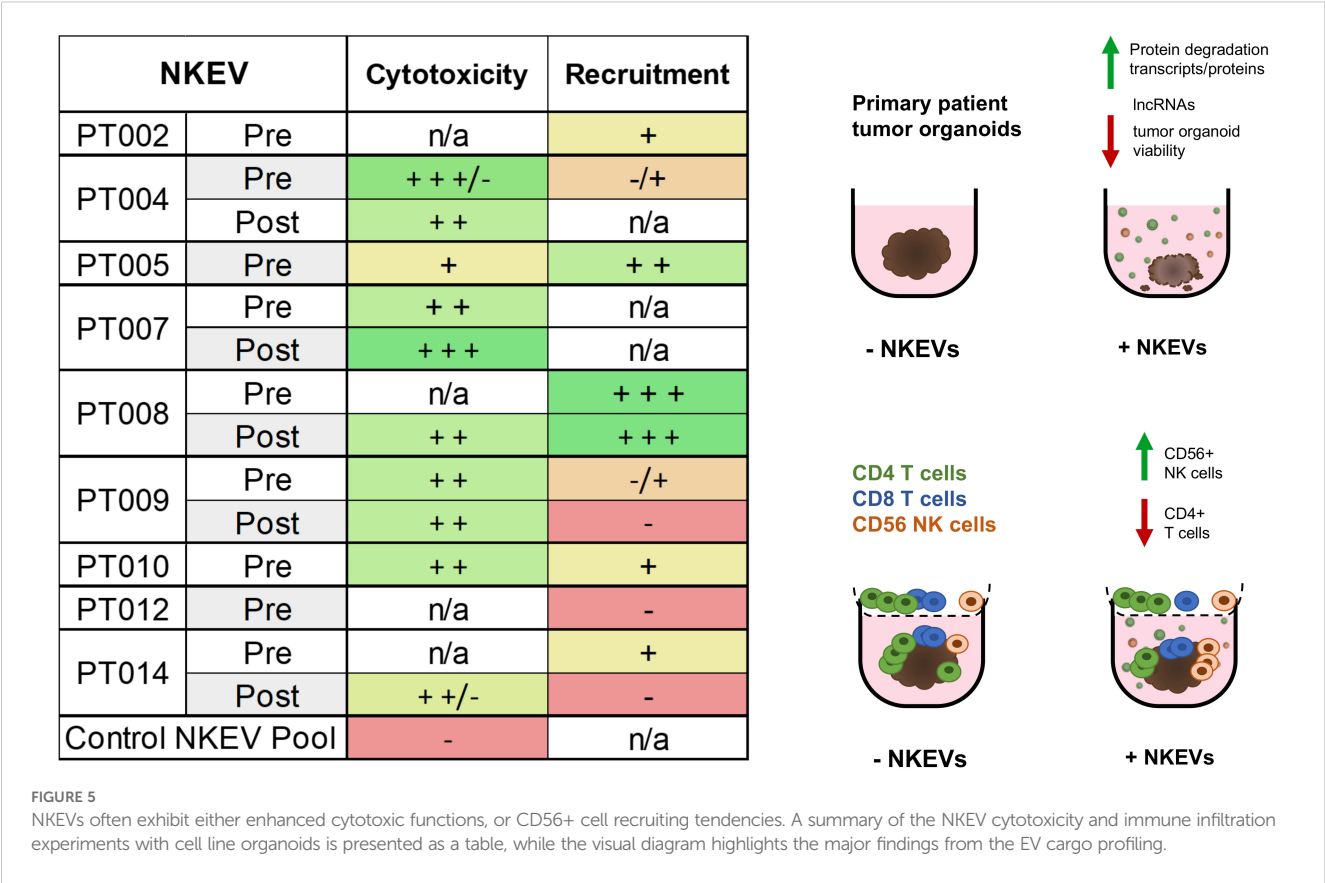 NKEV Cytotoxicity Recruitment
PT002 Pre n/a +
PT004 Pre + + +/- -/+
Post + + n/a
PT005 Pre + + +
PT007 Pre + + n/a
Post + + + n/a
PT008 Pre n/a + + +
Post + + + + +
PT009 Pre + + -/+
Post + + -
PT010 Pre + + +
PT012 Pre n/a -
PT014 Pre n/a +
Post + +/- -
Control NKEV Pool - n/a
Primary patient
tumor organoids
Protein degradation
transcripts/proteins
lncRNAs
tumor organoid
viability
- NKEVs
+ NKEVs
CD4 T cells
CD8 T cells
CD56 NK cells
CD56+
NK cells
CD4+
T cells
- NKEVs
+ NKEVs
FIGURE 5
NKEVs often exhibit either enhanced cytotoxic functions, or CD56+ cell recruiting tendencies. A summary of the NKEV cytotoxicity and immune infiltration
experiments with cell line organoids is presented as a table, while the visual diagram highlights the major findings from the EV cargo profiling.